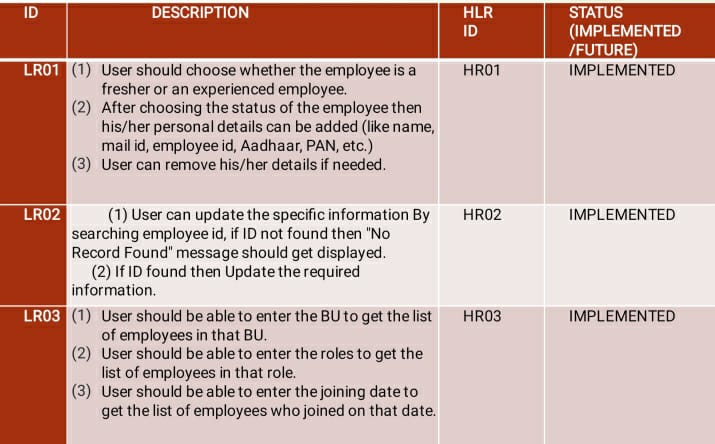 ID DESCRIPTION HLR ID STATUS (IMPLEMENTED /FUTURE)
LR01 (1) User should choose whether the employee is a HR01 IMPLEMENTED
fresher or an experienced employee.
(2) After choosing the status of the employee then
his/her personal details can be added (like name,
mail id, employee id, Aadhaar, PAN, etc.)
(3) User can remove his/her details if needed.
LR02 (1) User can update the specific information By HR02 IMPLEMENTED
searching employee id, if ID not found then "No
Record Found" message should get displayed.
(2) If ID found then Update the required
information.
LR03 (1) User should be able to enter the BU to get the list HR03 IMPLEMENTED
of employees in that BU.
(2) User should be able to enter the roles to get the
list of employees in that role.
(3) User should be able to enter the joining date to
get the list of employees who joined on that date.